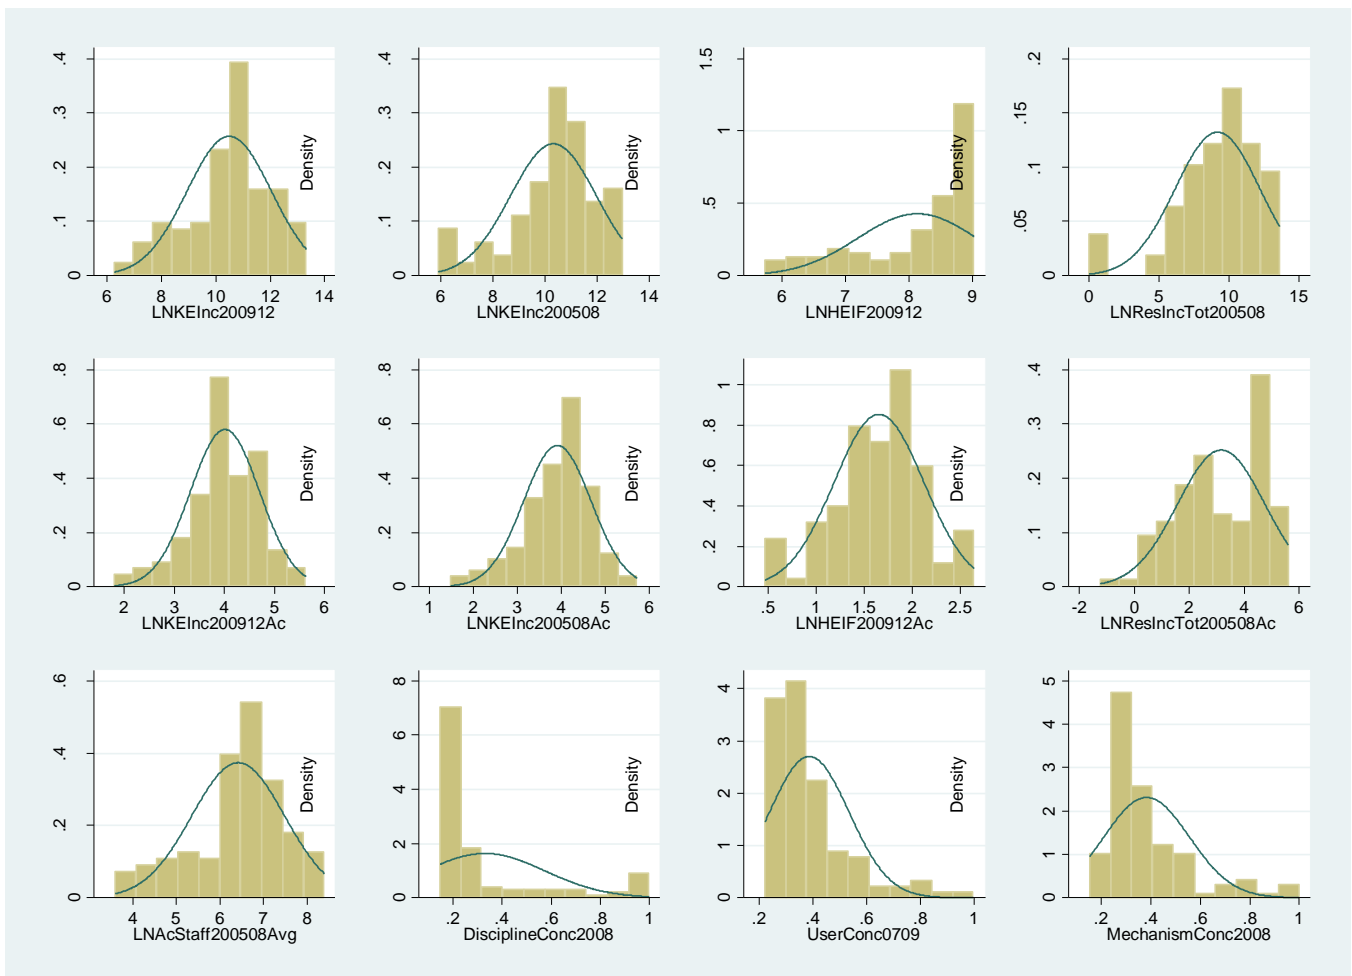 .4
.3
.2
.1
0
6 8 10 12 14
LNKEInc200912
Density
.4
.3
.2
.1
0
6 8 10 12 14
LNKEInc200508
Density
1.5
1
.5
0
6 7 8 9
LNHEIF200912
Density
.2
.15
.1
.05
0
0 5 10 15
LNResIncTot200508
.8
.6
.4
.2
0
2 3 4 5 6
LNKEInc200912Ac
Density
.8
.6
.4
.2
0
1 2 3 4 5 6
LNKEInc200508Ac
Density
1
.8
.6
.4
.2
0
.5 1 1.5 2 2.5
LNHEIF200912Ac
Density
.4
.3
.2
.1
0
-2 0 2 4 6
LNResIncTot200508Ac
.6
.4
.2
0
4 5 6 7 8
LNAcStaff200508Avg
Density
8
6
4
2
0
.2 .4 .6 .8 1
DisciplineConc2008
Density
4
3
2
1
0
.2 .4 .6 .8 1
UserConc0709
Density
5
4
3
2
1
0
.2 .4 .6 .8 1
MechanismConc2008